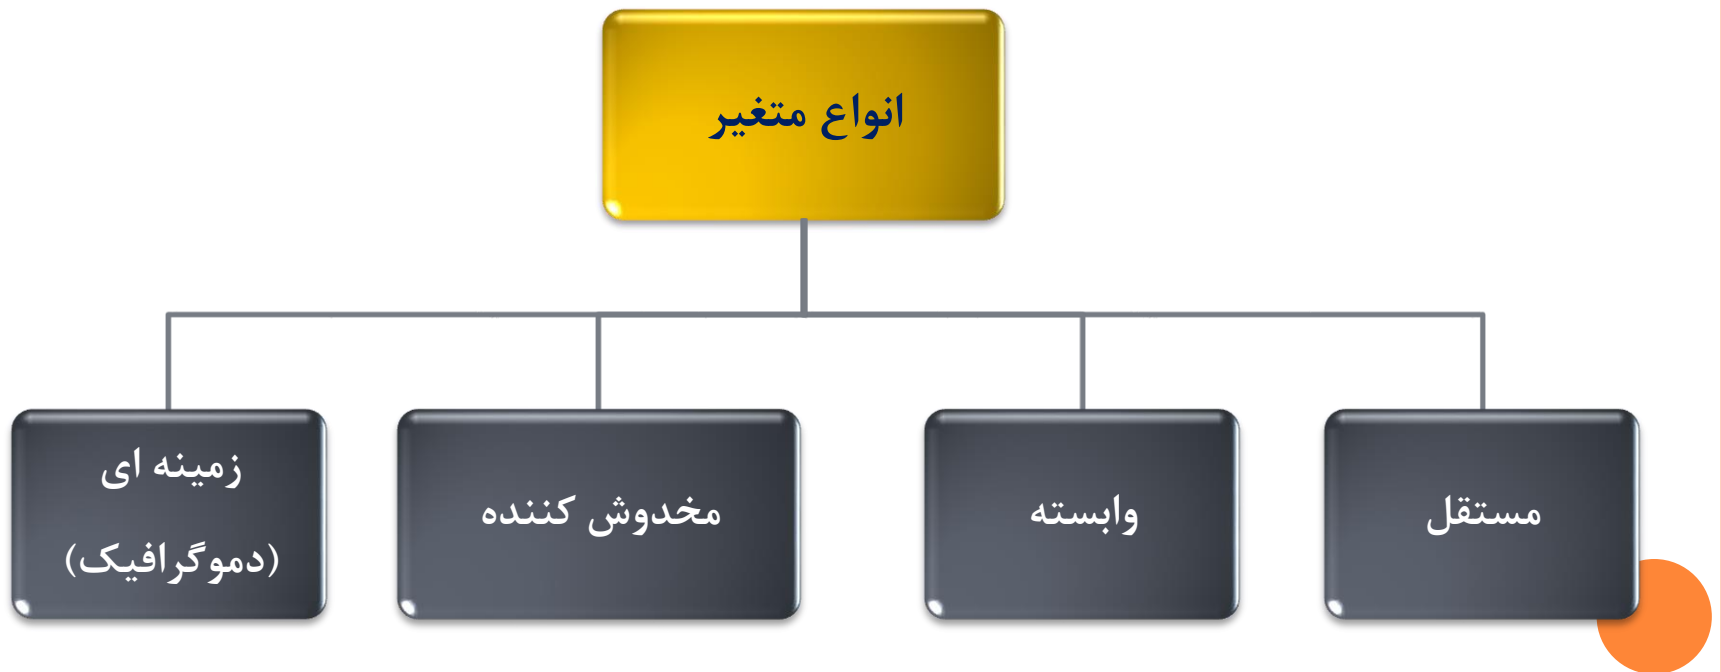 انواع متغیر
مستقل
وابسته
مخدوش کننده
زمینه ای
(دموگرافیک)